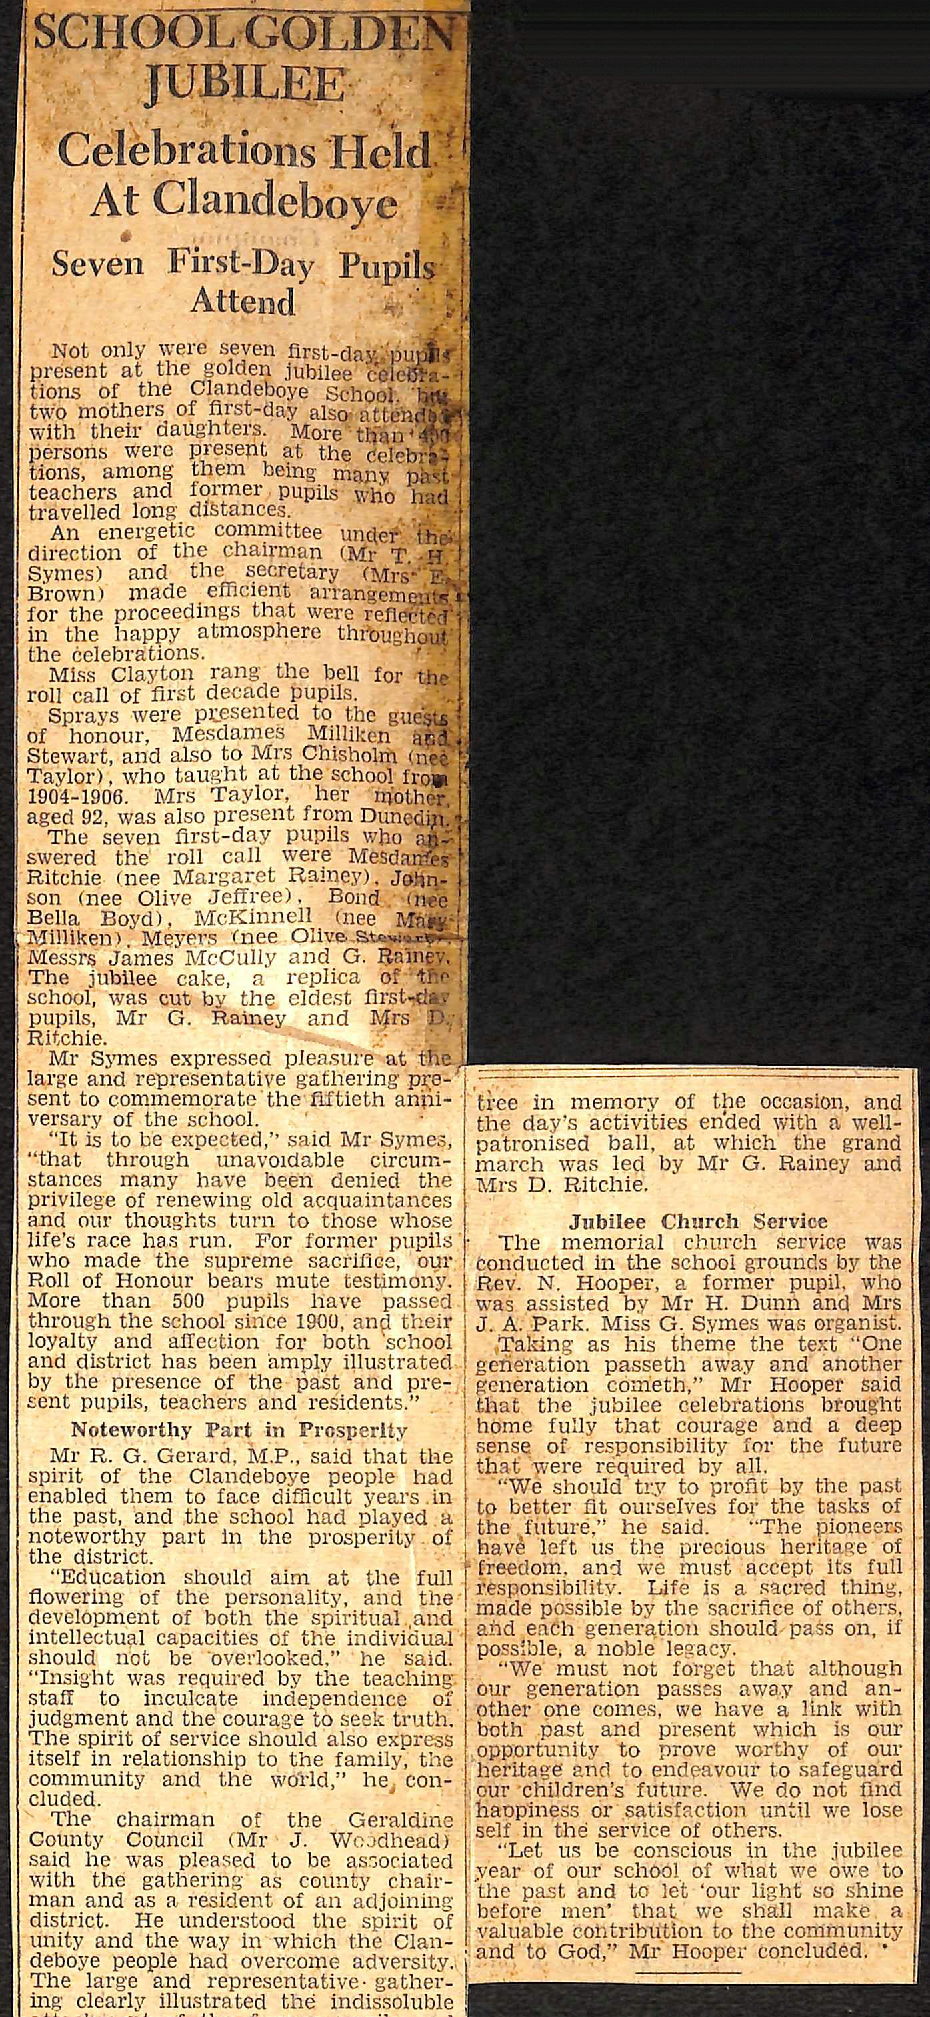 SCHOOL GOLDEN
JUBILEE
Celebrations Held
At Clandeboye
Seven First-Day Pupils
Attend
Not only were seven first-day pupils
present at the golden jubilee celebra-
tions of the Clandeboye School, but
two mothers of first-day also attended
with their daughters. More than 400
persons were present at the celebra-
tions, among them being many past
teachers and former pupils who had
travelled long distances.
An energetic committee under the
direction of the chairman (Mr T. H.
Symes) and the secretary (Mrs E.
Brown) made efficient arrangements
for the proceedings that were reflected
in the happy atmosphere throughout
the celebrations.
Miss Clayton rang the bell for the
roll call of first decade pupils.
Sprays were presented to the guests
of honour, Mesdames Milliken and
Stewart, and also to Mrs Chisholm (nee
Taylor), who taught at the school from
1904-1906. Mrs Taylor, her mother,
aged 92, was also present from Dunedin.
The seven first-day pupils who an-
swered the roll call were Mesdames
Ritchie (nee Margaret Rainey), John-
son (nee Olive Jeffree), Bond (nee
Bella Boyd), McKinnell (nee Mary
Milliken), Meyers (nee Olive Stewart),
Messrs James McCully and G. Rainey.
The jubilee cake, a replica of the
school, was cut by the eldest first-day
pupils, Mr G. Rainey and Mrs D.
Ritchie.
Mr Symes expressed pleasure at the
large and representative gathering pre-
sent to commemorate the fiftieth anni-
versary of the school.
"It is to be expected," said Mr Symes,
"that through unavoidable circum-
stances many have been denied the
privilege of renewing old acquaintances
and our thoughts turn to those whose
life's race has run. For former pupils
who made the supreme sacrifice, our
Roll of Honour bears mute testimony.
More than 500 pupils have passed
through the school since 1900, and their
loyalty and affection for both school
and district has been amply illustrated
by the presence of the past and pre-
sent pupils, teachers and residents."
Noteworthy Part in Prosperity
Mr R. G. Gerard, M.P., said that the
spirit of the Clandeboye people had
enabled them to face difficult years in
the past, and the school had played a
noteworthy part in the prosperity of
the district.
"Education should aim at the full
flowering of the personality, and the
development of both the spiritual and
intellectual capacities of the individual
should not be overlooked," he said.
"Insight was required by the teaching
staff to inculcate independence of
judgment and the courage to seek truth.
The spirit of service should also express
itself in relationship to the family, the
community and the world," he con-
cluded.
The chairman of the Geraldine
County Council (Mr J. Woodhead)
said he was pleased to be associated
with the gathering as county chair-
man and as a resident of an adjoining
district. He understood the spirit of
unity and the way in which the Clan-
deboye people had overcome adversity.
The large and representative gather-
ing clearly illustrated the indissoluble
tree in memory of the occasion, and
the day's activities ended with a well-
patronised ball, at which the grand
march was led by Mr G. Rainey and
Mrs D. Ritchie.
Jubilee Church Service
The memorial church service was
conducted in the school grounds by the
Rev. N. Hooper, a former pupil, who
was assisted by Mr H. Dunn and Mrs
J. A. Park. Miss G. Symes was organist.
Taking as his theme the text "One
generation passeth away and another
generation cometh," Mr Hooper said
that the jubilee celebrations brought
home fully that courage and a deep
sense of responsibility for the future
that were required by all.
"We should try to profit by the past
to better fit ourselves for the tasks of
the future," he said. "The pioneers
have left us the precious heritage of
freedom, and we must accept its full
responsibility. Life is a sacred thing,
made possible by the sacrifice of others,
and each generation should pass on, if
possible, a noble legacy.
"We must not forget that although
our generation passes away and an-
other one comes, we have a link with
both past and present which is our
opportunity to prove worthy of our
heritage and to endeavour to safeguard
our children's future. We do not find
happiness or satisfaction until we lose
self in the service of others.
"Let us be conscious in the jubilee
year of our school of what we owe to
the past and to let 'our light so shine
before men' that we shall make a
valuable contribution to the community
and to God," Mr Hooper concluded.